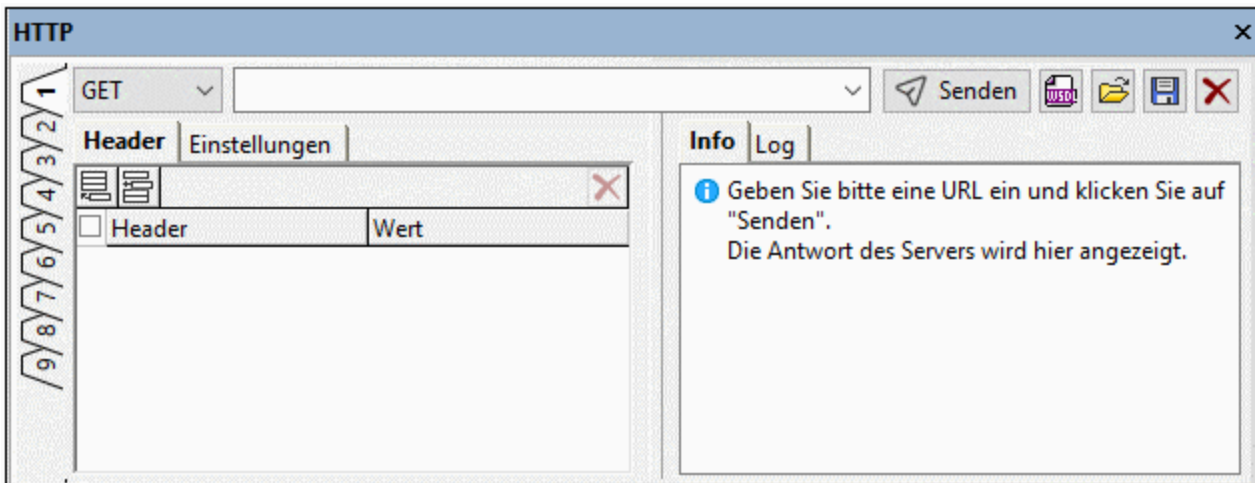 HTTP
GET
Senden
WSDL
1
2
3
4
5
6
7
8
9
Header
Einstellungen
Header
Wert
Info
Log
Geben Sie bitte eine URL ein und klicken Sie auf
"Senden".
Die Antwort des Servers wird hier angezeigt.